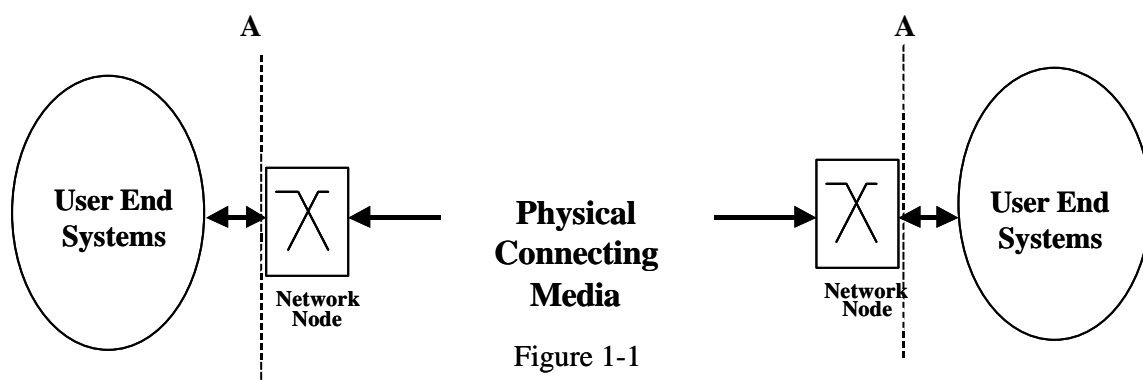 A
A
User End
Systems
Network
Node
Physical
Connecting
Media
Network
Node
User End
Systems
Figure 1-1